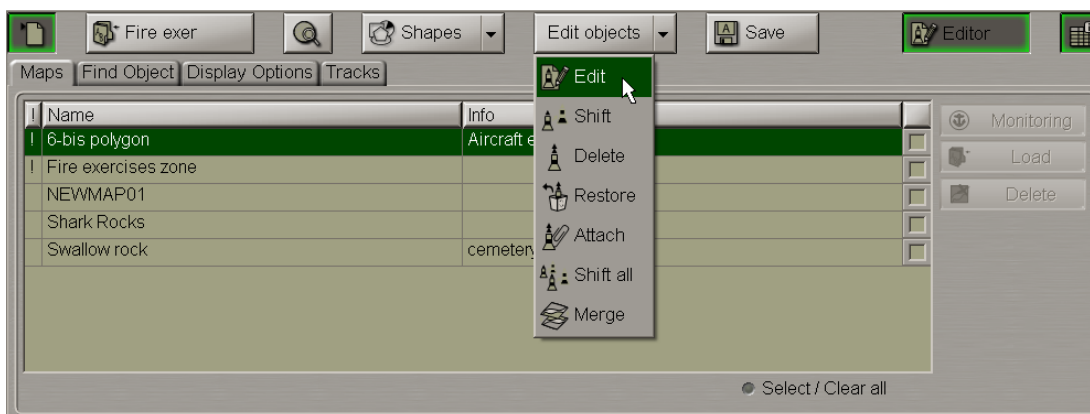 Fire exer
Shapes
Edit objects
Save
Editor
Maps
Find Object
Display Options
Tracks
! Name Info
! 6-bis polygon Aircraft e
! Fire exercises zone
NEWMAP01
Shark Rocks
Swallow rock cemetery
Edit
Shift
Delete
Restore
Attach
Shift all
Merge
Monitoring
Load
Delete
Select / Clear all